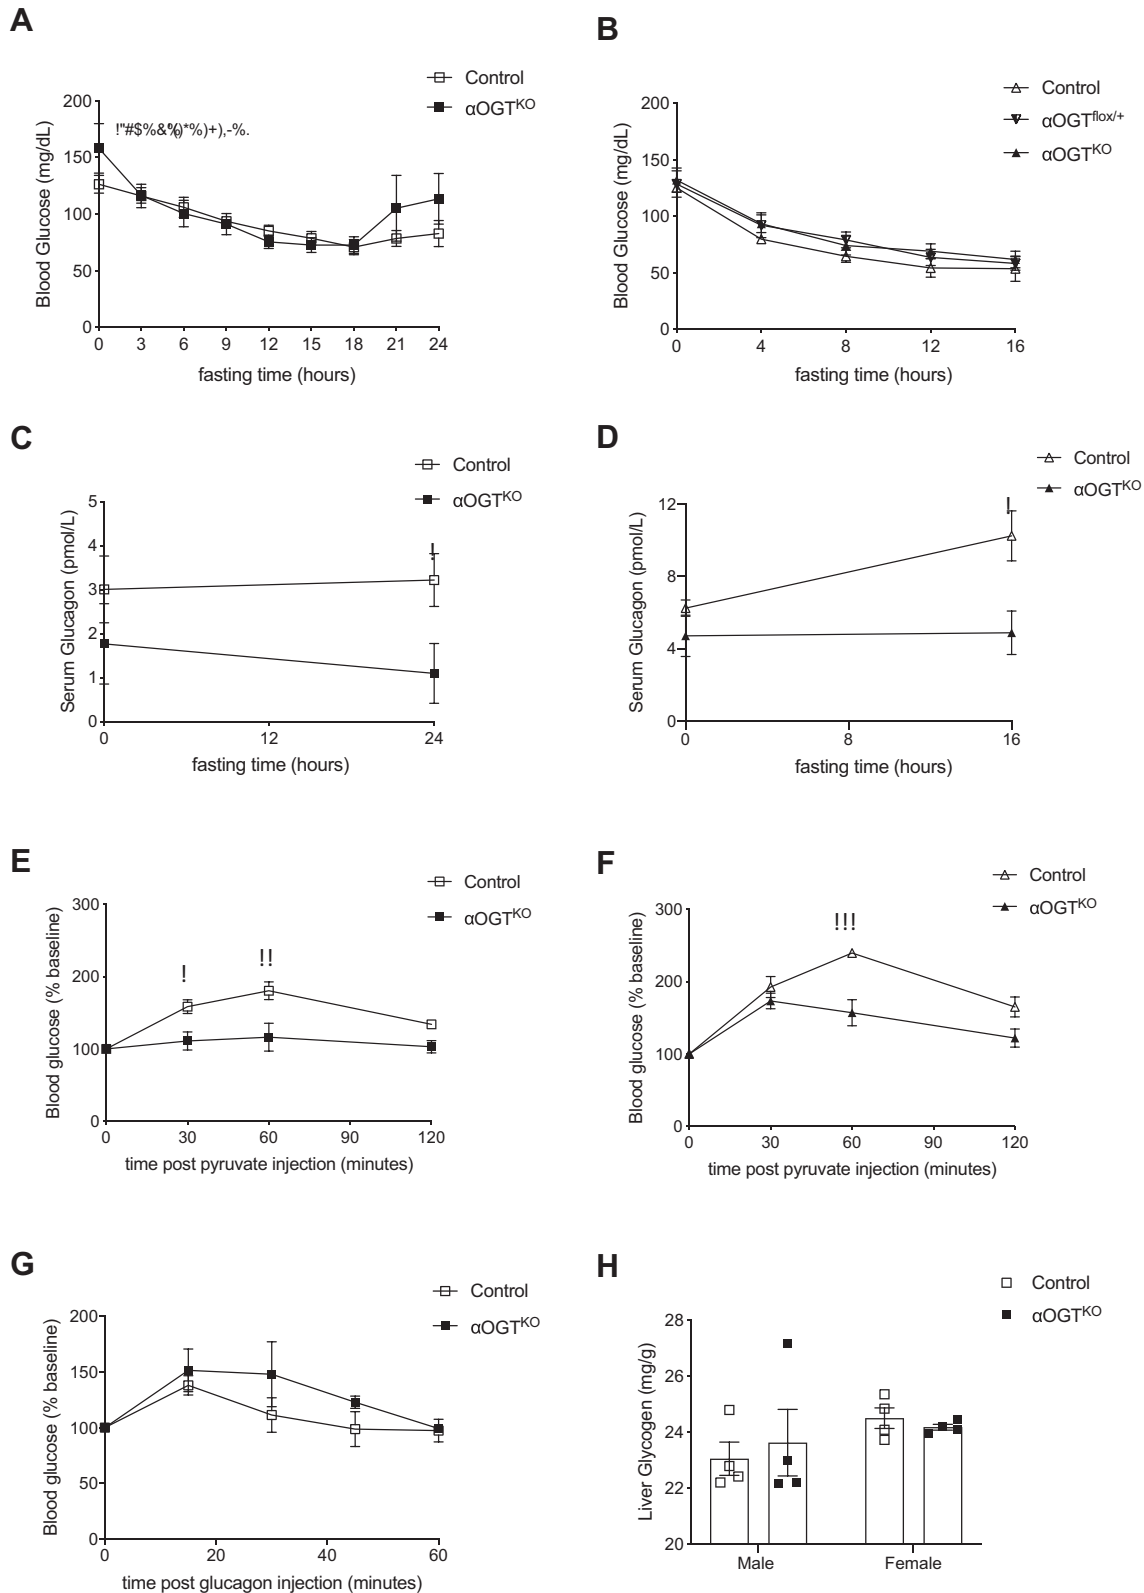 A
Control
αOGTKO
Blood Glucose (mg/dL)
200
150
100
50
0
0 3 6 9 12 15 18 21 24
fasting time (hours)
B
Control
αOGTflox/+
αOGTKO
Blood Glucose (mg/dL)
200
150
100
50
0
0 4 8 12 16
fasting time (hours)
C
Control
αOGTKO
Serum Glucagon (pmol/L)
5
4
3
2
1
0
!
0 12 24
fasting time (hours)
D
Control
αOGTKO
Serum Glucagon (pmol/L)
12
8
4
0
!
0 8 16
fasting time (hours)
E
Control
αOGTKO
Blood glucose (% baseline)
300
200
100
0
! !!
0 30 60 90 120
time post pyruvate injection (minutes)
F
Control
αOGTKO
Blood glucose (% baseline)
300
200
100
0
!!!
0 30 60 90 120
time post pyruvate injection (minutes)
G
Control
αOGTKO
Blood glucose (% baseline)
200
150
100
50
0
0 20 40 60
time post glucagon injection (minutes)
H
Control
αOGTKO
Liver Glycogen (mg/g)
28
26
24
22
20
Male Female